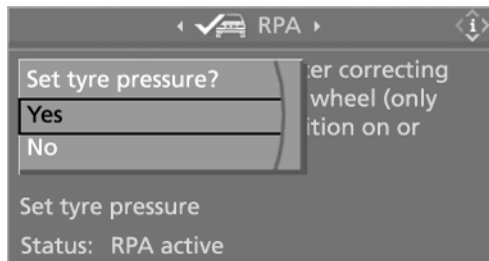 RPA
i
Set tyre pressure?
Yes
No
ter correcting
wheel (only
ition on or
Set tyre pressure
Status: RPA active